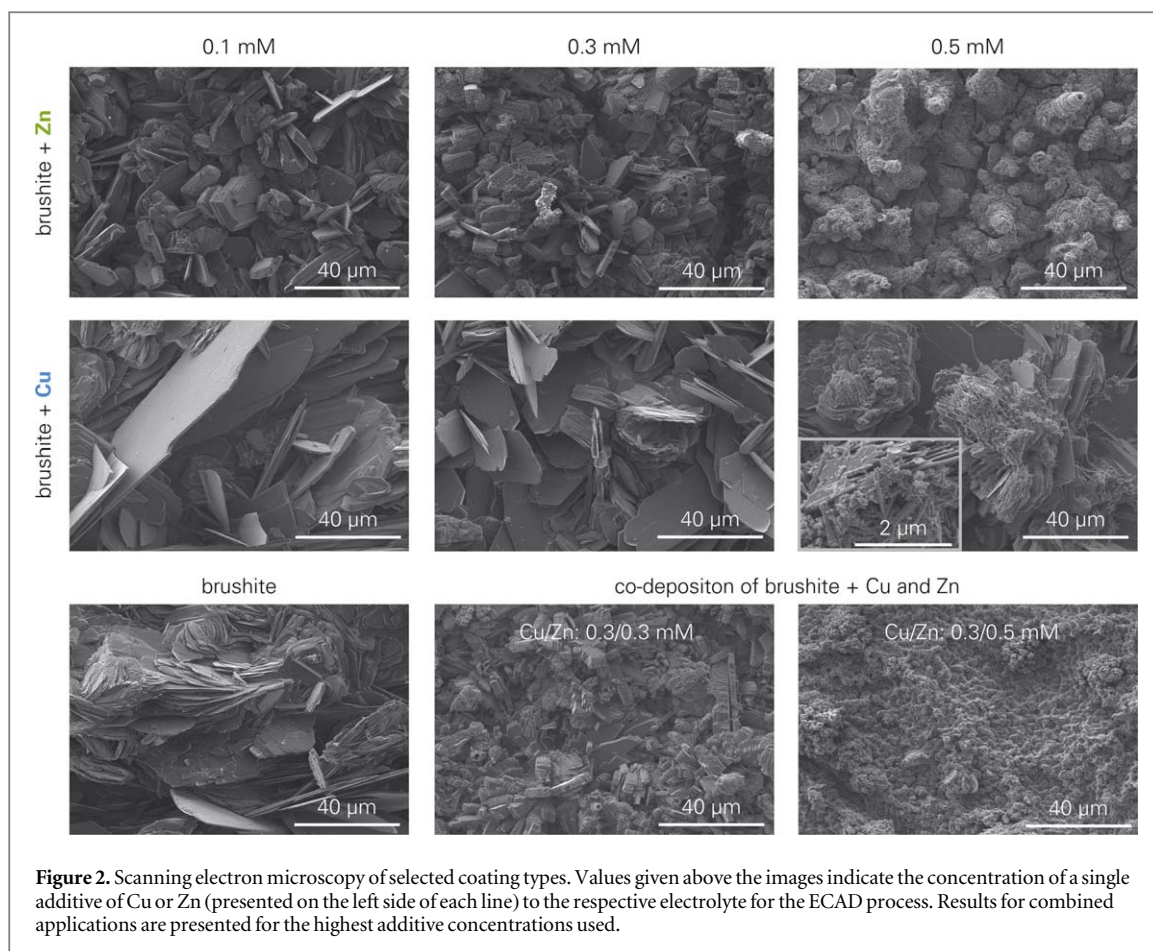 0.1 mM
0.3 mM
0.5 mM
brushite + Zn
40 µm
40 µm
40 µm
brushite + Cu
40 µm
40 µm
2 µm
40 µm
brushite
co-depositon of brushite + Cu and Zn
Cu/Zn: 0.3/0.3 mM
Cu/Zn: 0.3/0.5 mM
40 µm
40 µm
40 µm
Figure 2. Scanning electron microscopy of selected coating types. Values given above the images indicate the concentration of a single
additive of Cu or Zn (presented on the left side of each line) to the respective electrolyte for the ECAD process. Results for combined
applications are presented for the highest additive concentrations used.